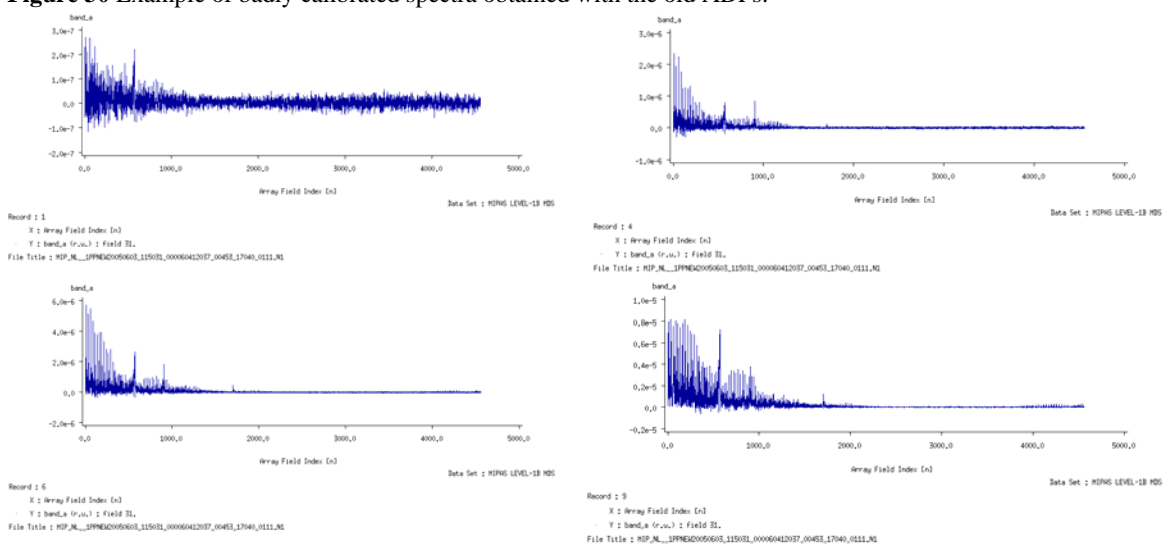 Figure 30 Example of badly calibrated spectra obtained with the old ADFs.
band_a
3.0e-7
2.0e-7
1.0e-7
0.0
-1.0e-7
-2.0e-7
0.0 1000.0 2000.0 3000.0 4000.0 5000.0
Array Field Index [n]
Data Set : MIPAS LEVEL-1B MDS
Record : 1
X : Array Field Index [n]
Y : band_a (r.u.) : Field 31.
File Title : MIP_NL__1PPNEW20050603_115031_000060412037_00453_17040_0111.N1
band_a
3.0e-6
2.0e-6
1.0e-6
0.0
-1.0e-6
0.0 1000.0 2000.0 3000.0 4000.0 5000.0
Array Field Index [n]
Data Set : MIPAS LEVEL-1B MDS
Record : 4
X : Array Field Index [n]
Y : band_a (r.u.) : Field 31.
File Title : MIP_NL__1PPNEW20050603_115031_000060412037_00453_17040_0111.N1
band_a
6.0e-6
4.0e-6
2.0e-6
0.0
-2.0e-6
0.0 1000.0 2000.0 3000.0 4000.0 5000.0
Array Field Index [n]
Data Set : MIPAS LEVEL-1B MDS
Record : 6
X : Array Field Index [n]
Y : band_a (r.u.) : Field 31.
File Title : MIP_NL__1PPNEW20050603_115031_000060412037_00453_17040_0111.N1
band_a
1.0e-5
0.8e-5
0.6e-5
0.4e-5
0.2e-5
0.0
-0.2e-5
0.0 1000.0 2000.0 3000.0 4000.0 5000.0
Array Field Index [n]
Data Set : MIPAS LEVEL-1B MDS
Record : 9
X : Array Field Index [n]
Y : band_a (r.u.) : Field 31.
File Title : MIP_NL__1PPNEW20050603_115031_000060412037_00453_17040_0111.N1